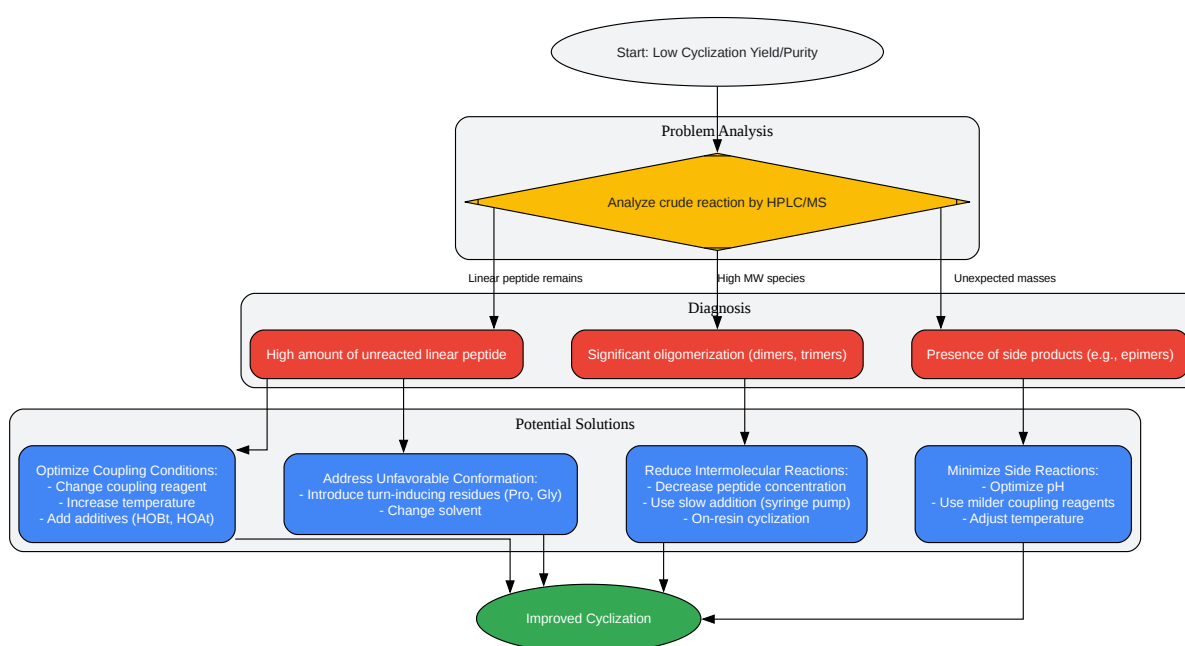 Start: Low Cyclization Yield/Purity
Problem Analysis
Analyze crude reaction by HPLC/MS
Linear peptide remains
High MW species
Unexpected masses
Diagnosis
High amount of unreacted linear peptide
Significant oligomerization (dimers, trimers)
Presence of side products (e.g., epimers)
Potential Solutions
Optimize Coupling Conditions:
- Change coupling reagent
- Increase temperature
- Add additives (HOBt, HOAt)
Address Unfavorable Conformation:
- Introduce turn-inducing residues (Pro, Gly)
- Change solvent
Reduce Intermolecular Reactions:
- Decrease peptide concentration
- Use slow addition (syringe pump)
- On-resin cyclization
Minimize Side Reactions:
- Optimize pH
- Use milder coupling reagents
- Adjust temperature
Improved Cyclization